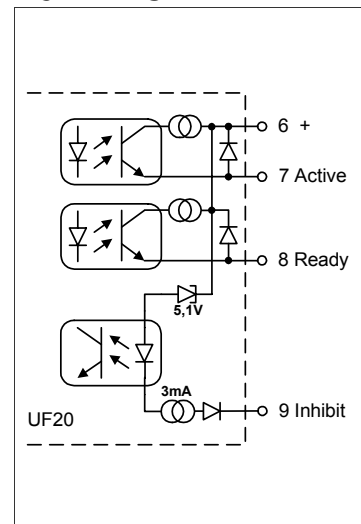 6 +
7 Active
8 Ready
5,1V
3mA
9 Inhibit
UF20